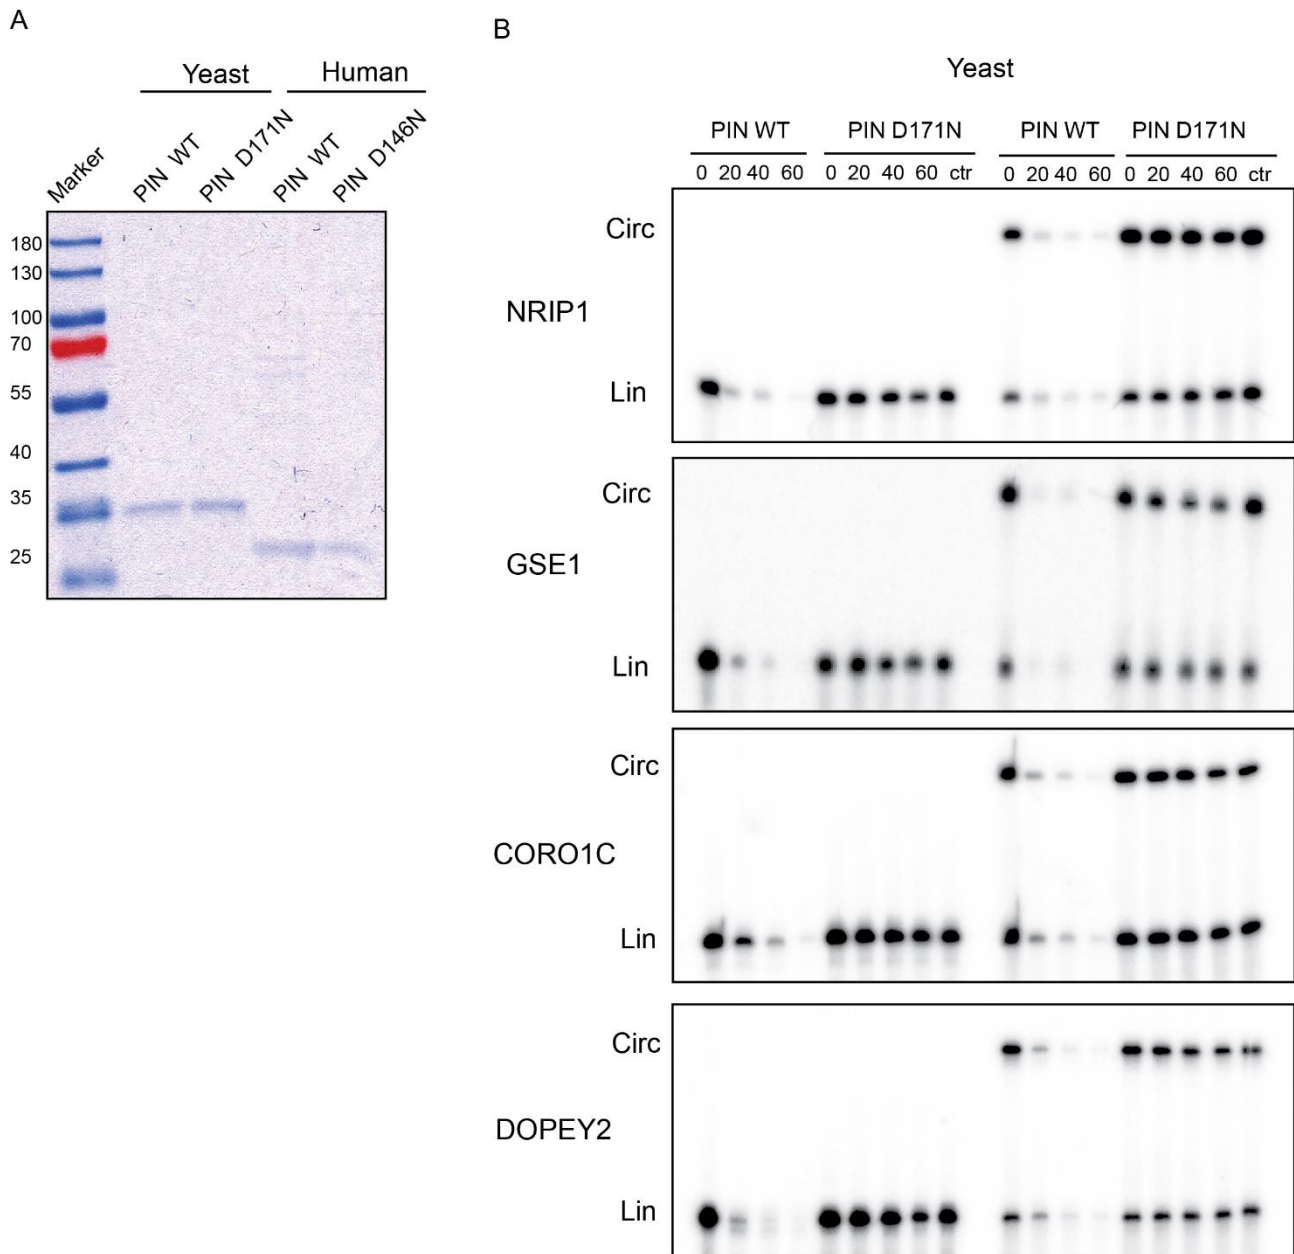 A
Yeast Human
Marker PIN WT PIN D171N PIN WT PIN D146N
180
130
100
70
55
40
35
25
B
Yeast
PIN WT PIN D171N PIN WT PIN D171N
0 20 40 60 0 20 40 60 ctr 0 20 40 60 0 20 40 60 ctr
Circ
NRIP1
Lin
Circ
GSE1
Lin
Circ
CORO1C
Lin
Circ
DOPEY2
Lin